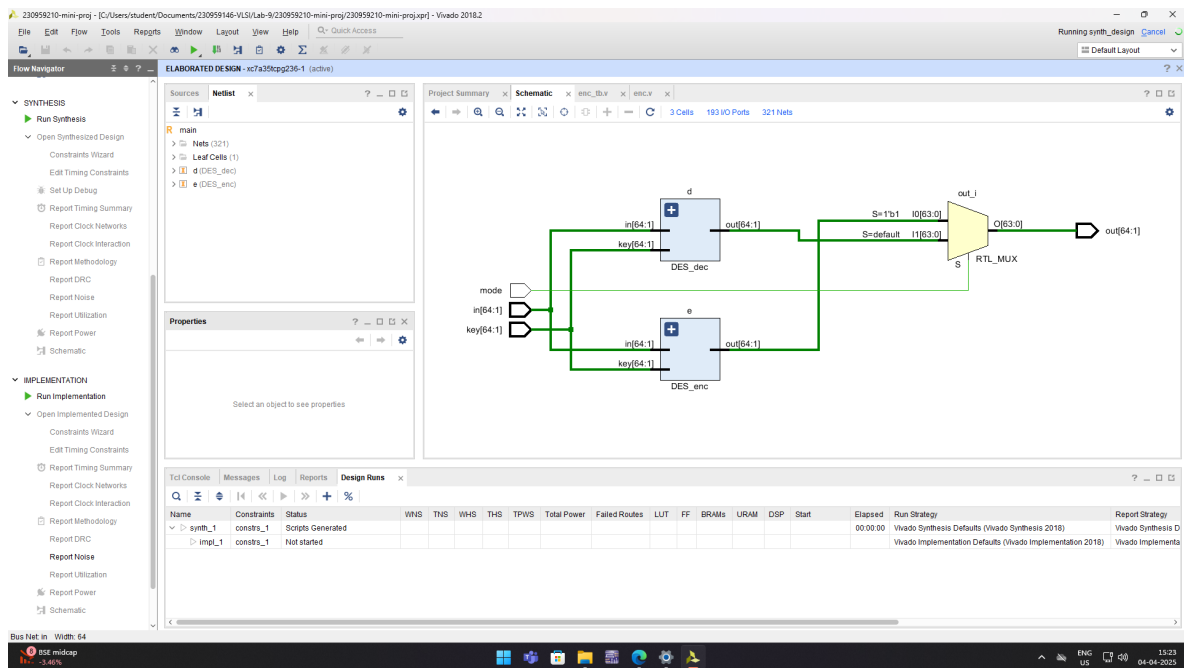 230959210-mini-proj - [C:/Users/student/Documents/230959146-VLSI/Lab-9/230959210-mini-proj/230959210-mini-proj.xpr] - Vivado 2018.2
File Edit Flow Tools Reports Window Layout View Help Q- Quick Access
Running synth_design Cancel
Default Layout
Flow Navigator
ELABORATED DESIGN - xc7a35tcpg236-1 (active)
SYNTHESIS
Run Synthesis
Open Synthesized Design
Constraints Wizard
Edit Timing Constraints
Set Up Debug
Report Timing Summary
Report Clock Networks
Report Clock Interaction
Report Methodology
Report DRC
Report Noise
Report Utilization
Report Power
Schematic
IMPLEMENTATION
Run Implementation
Open Implemented Design
Constraints Wizard
Edit Timing Constraints
Report Timing Summary
Report Clock Networks
Report Clock Interaction
Report Methodology
Report DRC
Report Noise
Report Utilization
Report Power
Schematic
Sources Netlist
R main
Nets (321)
Leaf Cells (1)
d (DES_dec)
e (DES_enc)
Properties
Select an object to see properties
Project Summary Schematic enc_tb.v enc.v
3 Cells 193 I/O Ports 321 Nets
d
in[64:1] out[64:1]
key[64:1]
DES_dec
out_i
S=1'b1 I0[63:0]
S=default I1[63:0]
O[63:0]
S RTL_MUX
out[64:1]
mode
in[64:1]
key[64:1]
e
in[64:1] out[64:1]
key[64:1]
DES_enc
Tcl Console Messages Log Reports Design Runs
Name Constraints Status WNS TNS WHS THS TPWS Total Power Failed Routes LUT FF BRAMs URAM DSP Start Elapsed Run Strategy Report Strategy
synth_1 constrs_1 Scripts Generated 00:00:00 Vivado Synthesis Defaults (Vivado Synthesis 2018) Vivado Synthesis D
impl_1 constrs_1 Not started Vivado Implementation Defaults (Vivado Implementation 2018) Vivado Implementa
Bus Net: in Width: 64
8
BSE midcap
-3.46%
ENG
US
15:23
04-04-2025